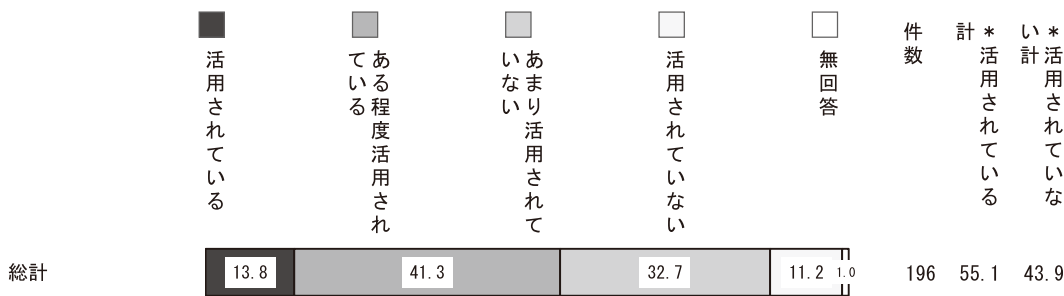 活用されている
ある程度活用され
ている
あまり活用されて
いない
活用されていない
無回答
件数
*活用されている
計
*活用されていな
い計
総計
13.8
41.3
32.7
11.2
1.0
196
55.1
43.9